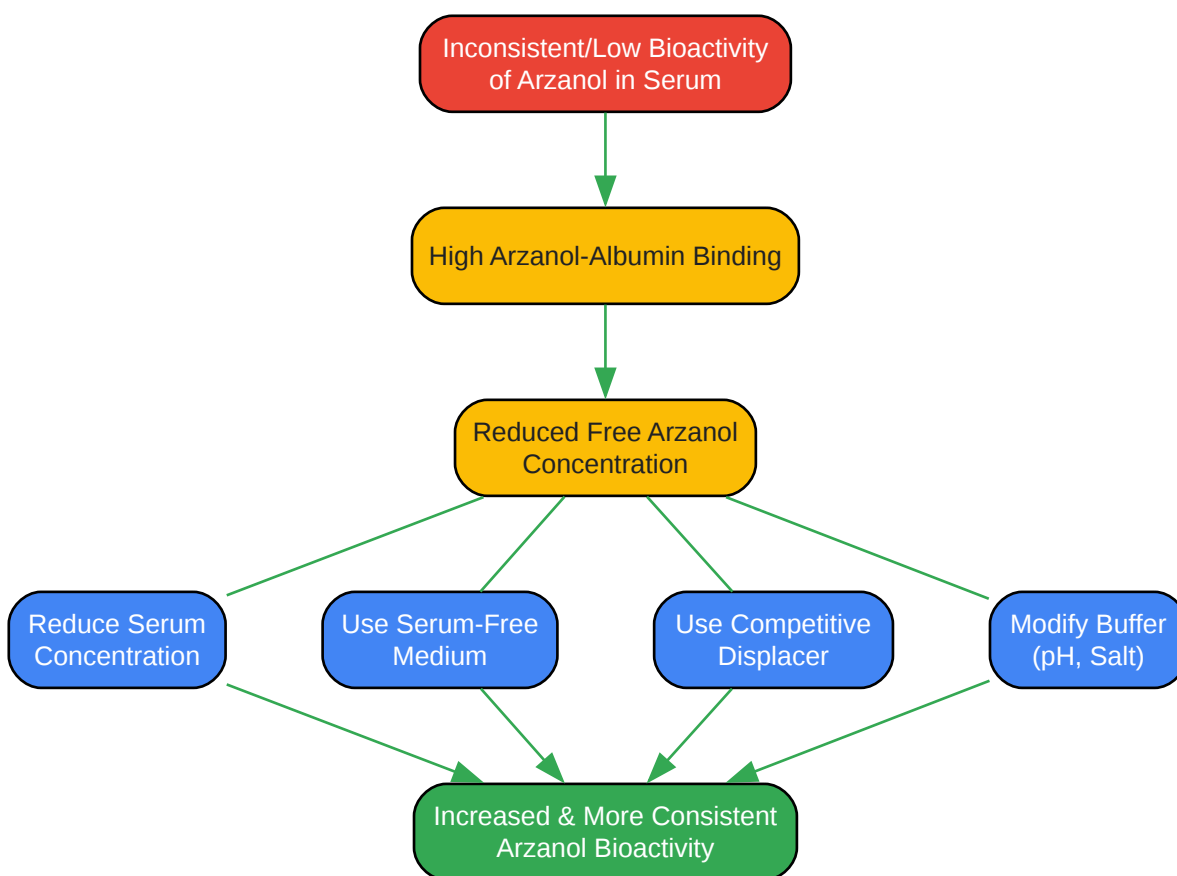 Inconsistent/Low Bioactivity
of Arzanol in Serum
High Arzanol-Albumin Binding
Reduced Free Arzanol
Concentration
Reduce Serum
Concentration
Use Serum-Free
Medium
Use Competitive
Displacer
Modify Buffer
(pH, Salt)
Increased & More Consistent
Arzanol Bioactivity